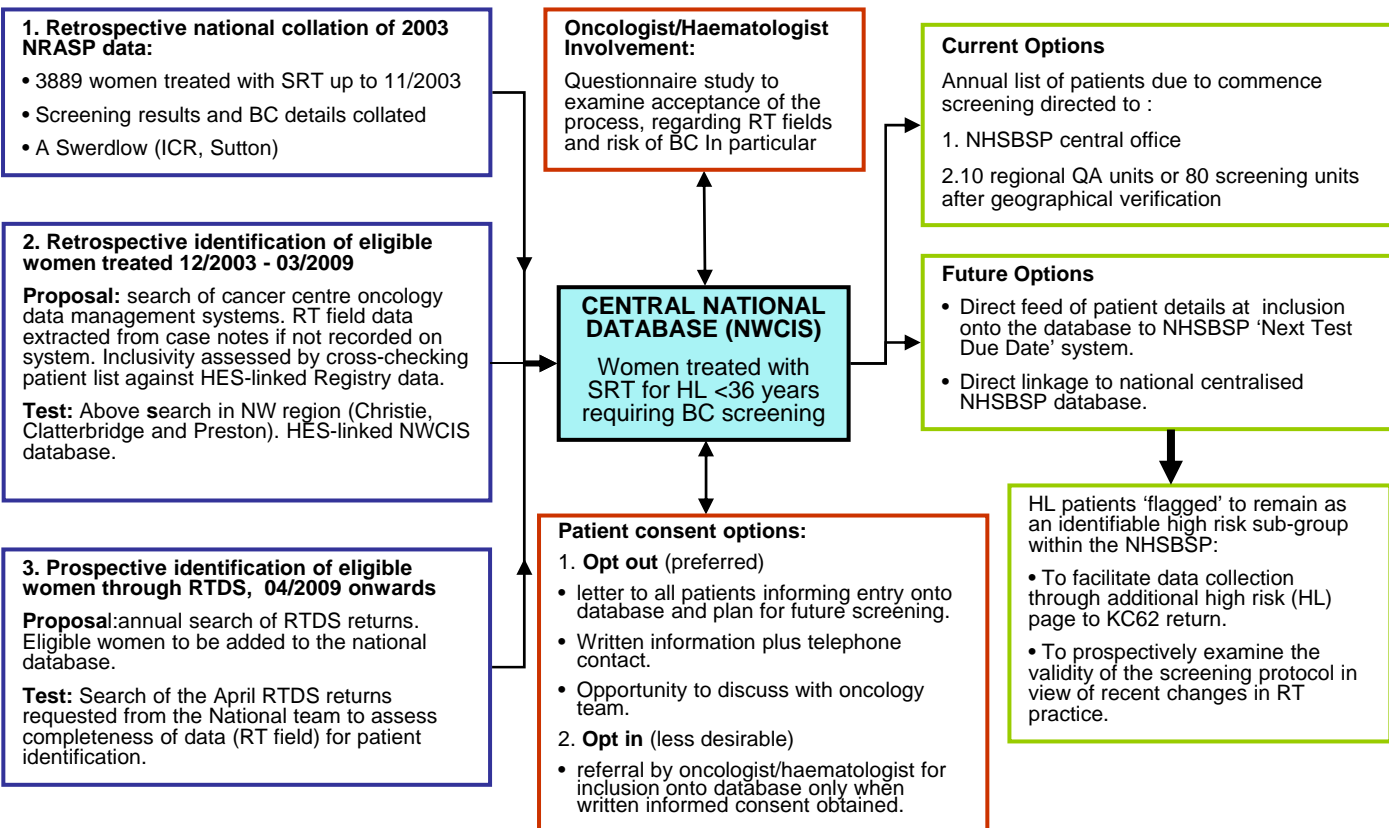 1. Retrospective national collation of 2003
NRASP data:
• 3889 women treated with SRT up to 11/2003
• Screening results and BC details collated
• A Swerdlow (ICR, Sutton)
2. Retrospective identification of eligible
women treated 12/2003 - 03/2009
Proposal: search of cancer centre oncology
data management systems. RT field data
extracted from case notes if not recorded on
system. Inclusivity assessed by cross-checking
patient list against HES-linked Registry data.
Test: Above search in NW region (Christie,
Clatterbridge and Preston). HES-linked NWCIS
database.
3. Prospective identification of eligible
women through RTDS, 04/2009 onwards
Proposal:annual search of RTDS returns.
Eligible women to be added to the national
database.
Test: Search of the April RTDS returns
requested from the National team to assess
completeness of data (RT field) for patient
identification.
Oncologist/Haematologist
Involvement:
Questionnaire study to
examine acceptance of the
process, regarding RT fields
and risk of BC In particular
CENTRAL NATIONAL
DATABASE (NWCIS)
Women treated with
SRT for HL <36 years
requiring BC screening
Patient consent options:
1. Opt out (preferred)
• letter to all patients informing entry onto
database and plan for future screening.
• Written information plus telephone
contact.
• Opportunity to discuss with oncology
team.
2. Opt in (less desirable)
• referral by oncologist/haematologist for
inclusion onto database only when
written informed consent obtained.
Current Options
Annual list of patients due to commence
screening directed to :
1. NHSBSP central office
2.10 regional QA units or 80 screening units
after geographical verification
Future Options
• Direct feed of patient details at inclusion
onto the database to NHSBSP ‘Next Test
Due Date’ system.
• Direct linkage to national centralised
NHSBSP database.
HL patients ‘flagged’ to remain as
an identifiable high risk sub-group
within the NHSBSP:
• To facilitate data collection
through additional high risk (HL)
page to KC62 return.
• To prospectively examine the
validity of the screening protocol in
view of recent changes in RT
practice.